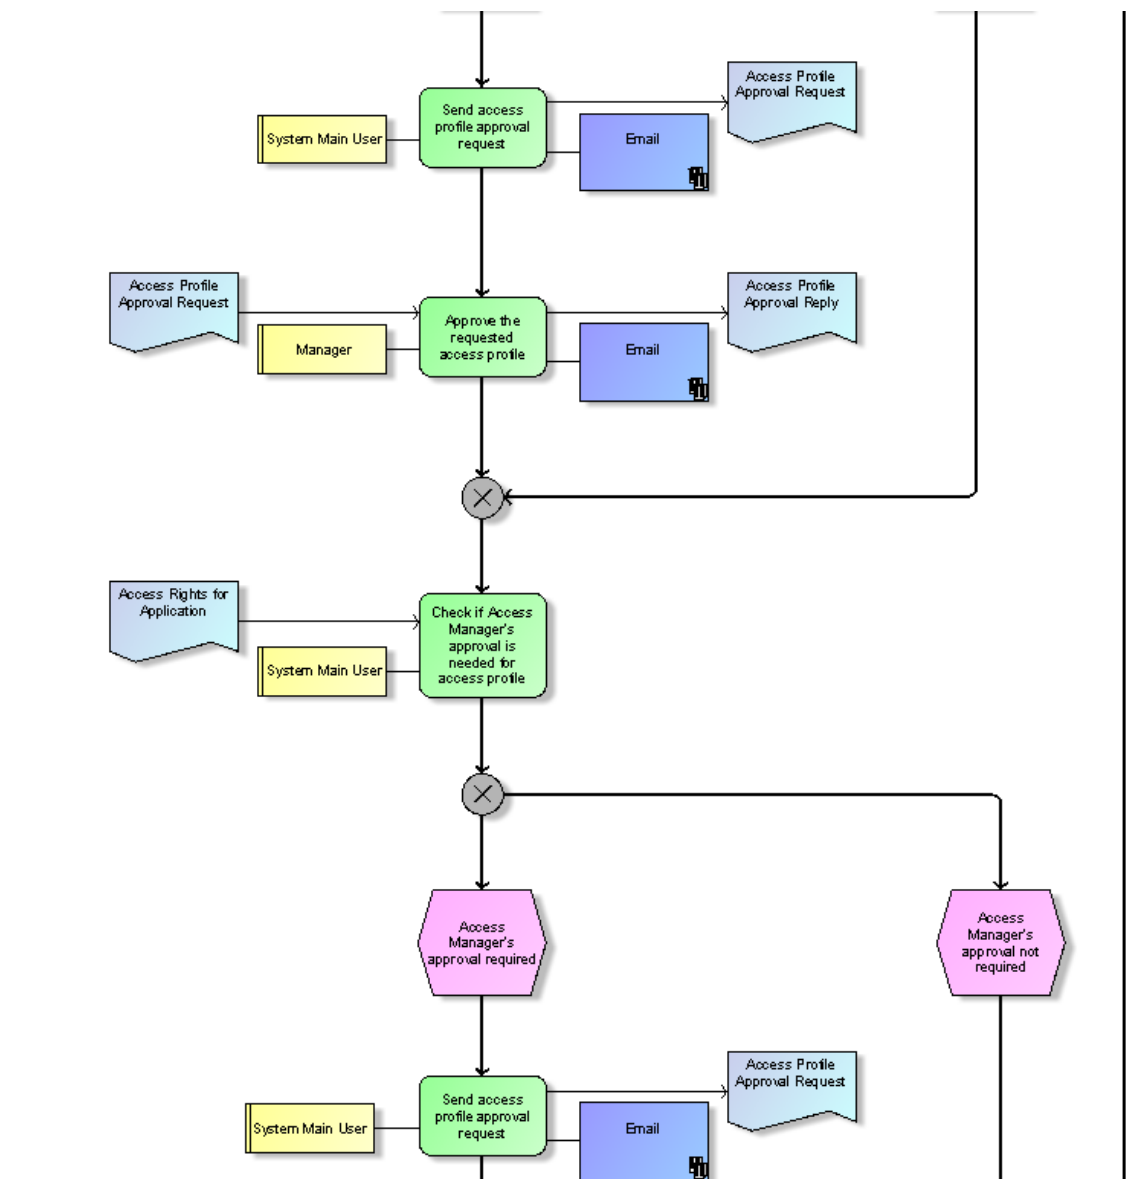 Access Profile
Approval Request
Send access
profile approval
request
System Main User
Email
Access Profile
Approval Request
Access Profile
Approval Reply
Approve the
requested
access profile
Manager
Email
Access Rights for
Application
Check if Access
Manager's
approval is
needed for
access profile
System Main User
Access
Manager's
approval required
Access
Manager's
approval not
required
Access Profile
Approval Request
Send access
profile approval
request
System Main User
Email